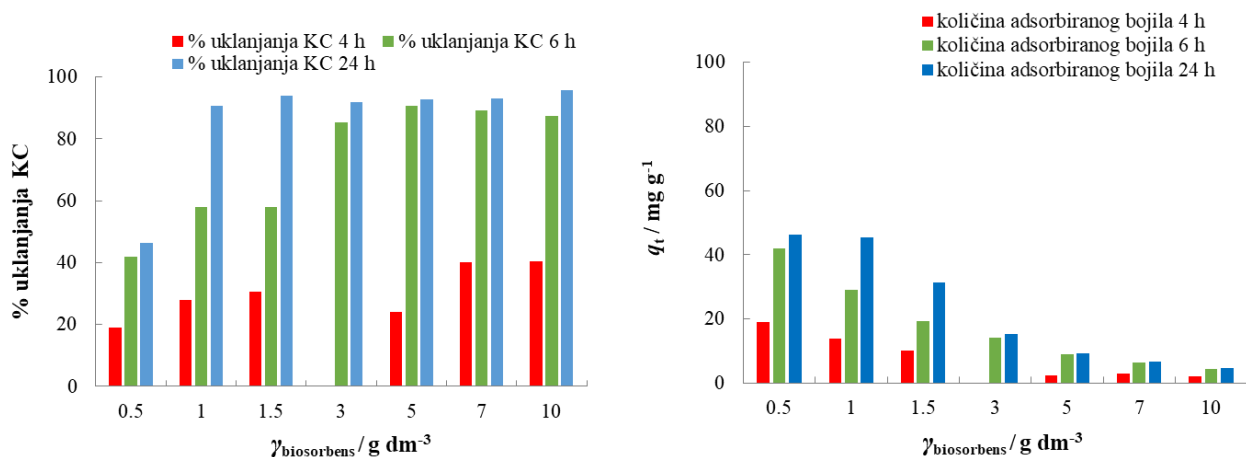 % uklanjanja KC 4 h
% uklanjanja KC 6 h
% uklanjanja KC 24 h
% uklanjanja KC
100
80
60
40
20
0
0.5 1 1.5 3 5 7 10
γbiosorbens / g dm-3
količina adsorbiranog bojila 4 h
količina adsorbiranog bojila 6 h
količina adsorbiranog bojila 24 h
qt / mg g-1
100
80
60
40
20
0
0.5 1 1.5 3 5 7 10
γbiosorbens / g dm-3